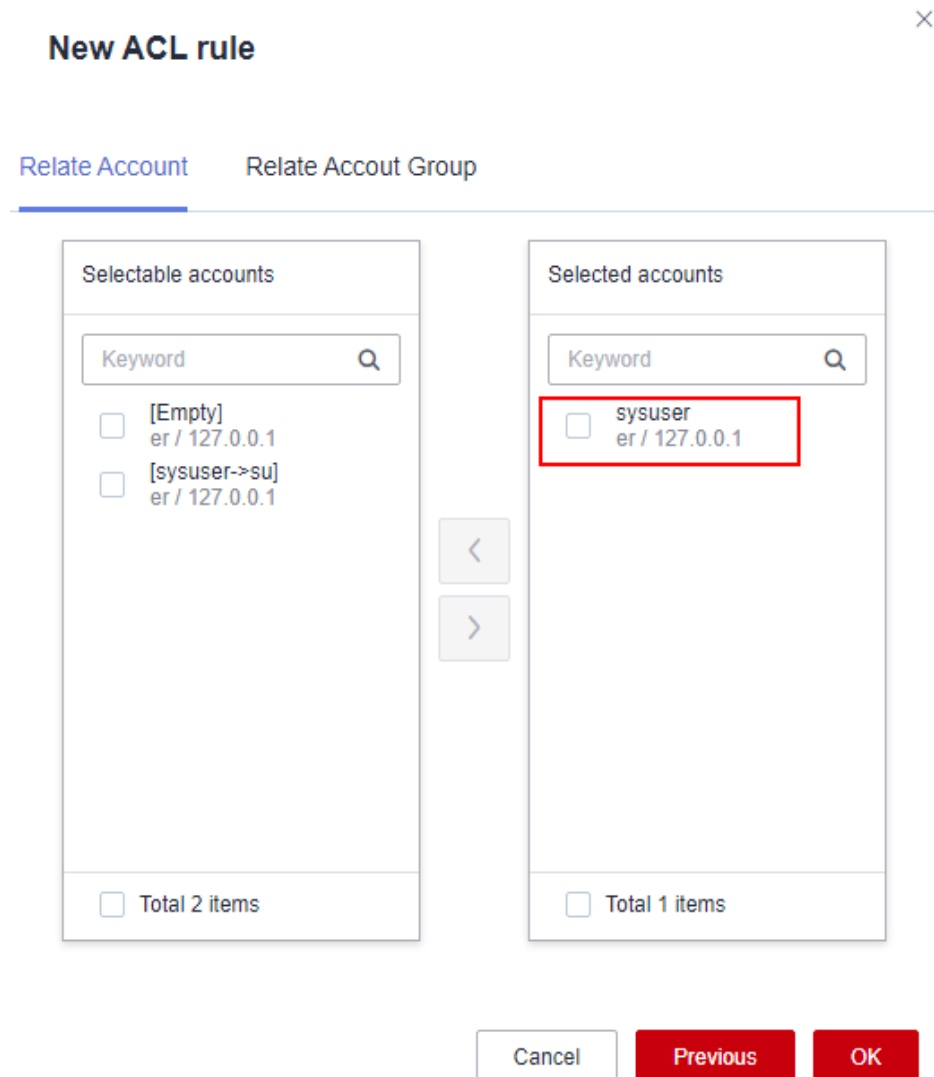 New ACL rule
Relate Account
Relate Accout Group
Selectable accounts
Keyword
[Empty]
er / 127.0.0.1
[sysuser->su]
er / 127.0.0.1
Total 2 items
Selected accounts
Keyword
sysuser
er / 127.0.0.1
Total 1 items
Cancel
Previous
OK